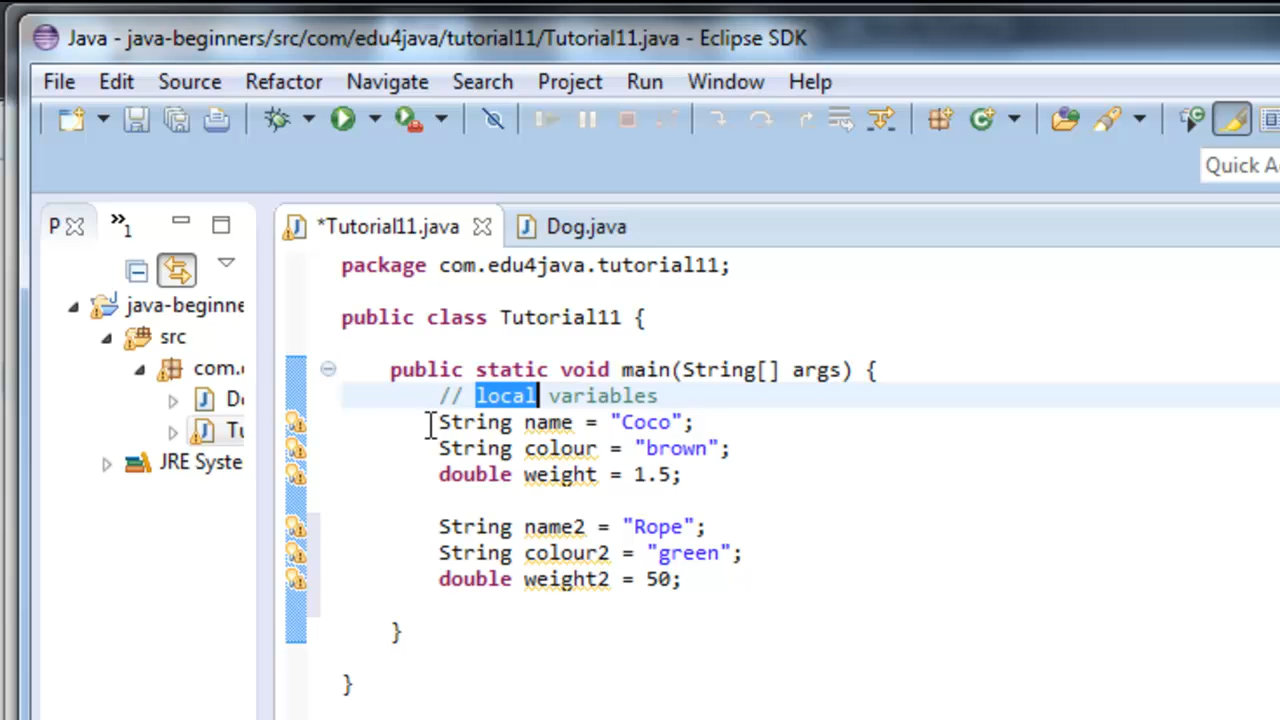 Java - java-beginners/src/com/edu4java/tutorial11/Tutorial11.java - Eclipse SDK
File Edit Source Refactor Navigate Search Project Run Window Help
Quick A
P
»1
*Tutorial11.java
Dog.java
java-beginne
src
com.
D
Tu
JRE Syste
package com.edu4java.tutorial11;
public class Tutorial11 {
public static void main(String[] args) {
// local variables
String name = "Coco";
String colour = "brown";
double weight = 1.5;
String name2 = "Rope";
String colour2 = "green";
double weight2 = 50;
}
}